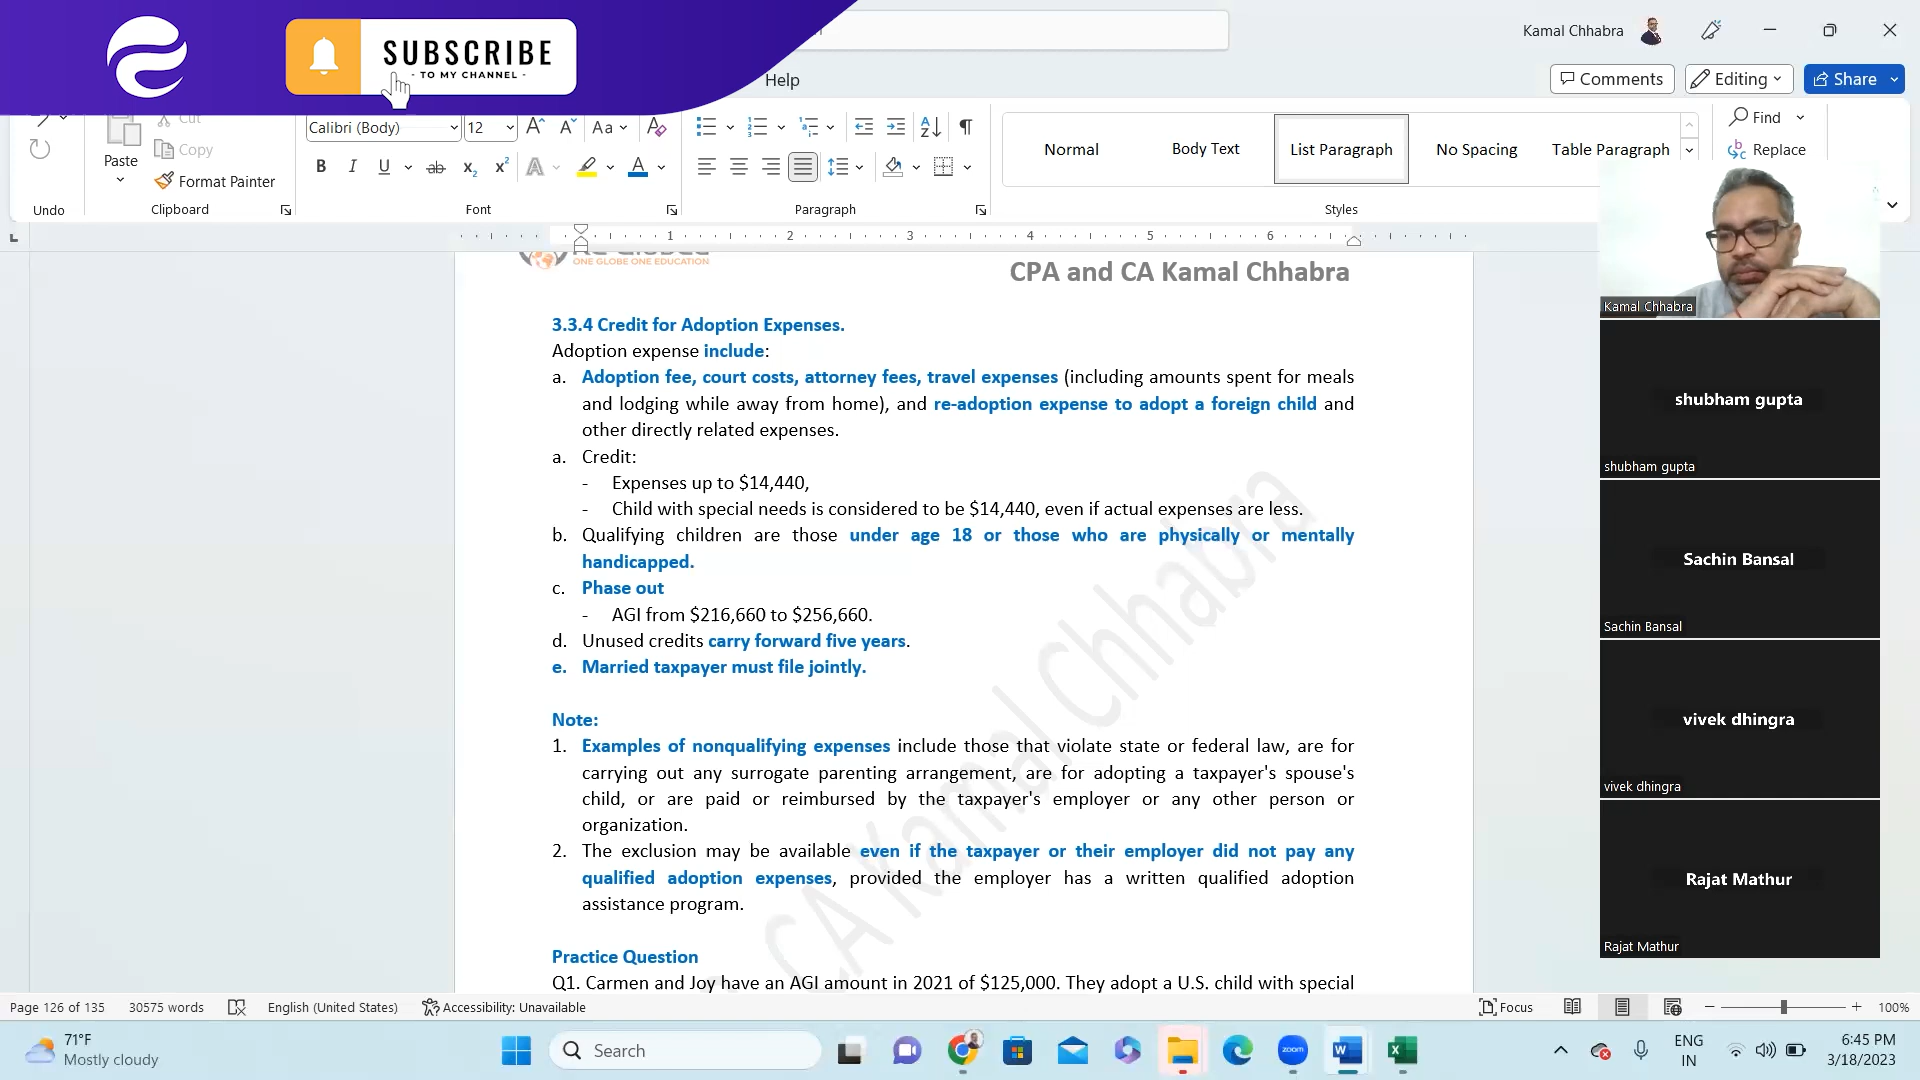 SUBSCRIBE
- TO MY CHANNEL -
Kamal Chhabra
Help
Comments
Editing
Share
Cut
Copy
Paste
Format Painter
Calibri (Body)
12
Find
Replace
Normal
Body Text
List Paragraph
No Spacing
Table Paragraph
Undo
Clipboard
Font
Paragraph
Styles
1 2 3 4 5 6
ONE GLOBE ONE EDUCATION
CPA and CA Kamal Chhabra
3.3.4 Credit for Adoption Expenses.
Adoption expense include:
a. Adoption fee, court costs, attorney fees, travel expenses (including amounts spent for meals
and lodging while away from home), and re-adoption expense to adopt a foreign child and
other directly related expenses.
a. Credit:
- Expenses up to $14,440,
- Child with special needs is considered to be $14,440, even if actual expenses are less.
b. Qualifying children are those under age 18 or those who are physically or mentally
handicapped.
c. Phase out
- AGI from $216,660 to $256,660.
d. Unused credits carry forward five years.
e. Married taxpayer must file jointly.
Note:
1. Examples of nonqualifying expenses include those that violate state or federal law, are for
carrying out any surrogate parenting arrangement, are for adopting a taxpayer's spouse's
child, or are paid or reimbursed by the taxpayer's employer or any other person or
organization.
2. The exclusion may be available even if the taxpayer or their employer did not pay any
qualified adoption expenses, provided the employer has a written qualified adoption
assistance program.
Practice Question
Q1. Carmen and Joy have an AGI amount in 2021 of $125,000. They adopt a U.S. child with special
CA Kamal Chhabra
Kamal Chhabra
shubham gupta
shubham gupta
Sachin Bansal
Sachin Bansal
vivek dhingra
vivek dhingra
Rajat Mathur
Rajat Mathur
Page 126 of 135
30575 words
English (United States)
Accessibility: Unavailable
Focus
100%
71°F
Mostly cloudy
Search
zoom
ENG
IN
6:45 PM
3/18/2023